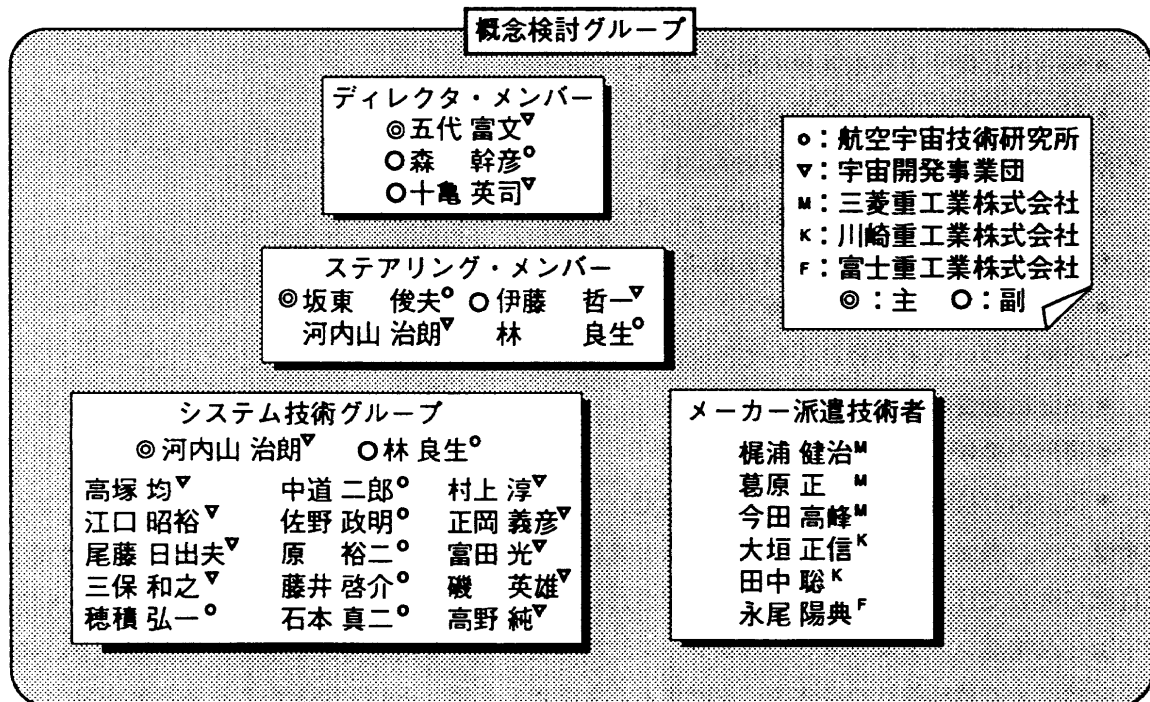 概念検討グループ
ディレクタ・メンバー
◎五代 富文▽
○森 幹彦○
○十亀 英司▽
○：航空宇宙技術研究所
▽：宇宙開発事業団
M：三菱重工業株式会社
K：川崎重工業株式会社
F：富士重工業株式会社
◎：主 ○：副
ステアリング・メンバー
◎坂東 俊夫○ ○伊藤 哲一▽
河内山 治朗▽ 林 良生○
システム技術グループ
◎河内山 治朗▽ ○林 良生○
高塚 均▽ 中道 二郎○ 村上 淳▽
江口 昭裕▽ 佐野 政明○ 正岡 義彦▽
尾藤 日出夫▽ 原 裕二○ 富田 光▽
三保 和之▽ 藤井 啓介○ 磯 英雄▽
穂積 弘一○ 石本 真二○ 高野 純▽
メーカー派遣技術者
梶浦 健治M
葛原 正 M
今田 高峰M
大垣 正信K
田中 聡K
永尾 陽典F